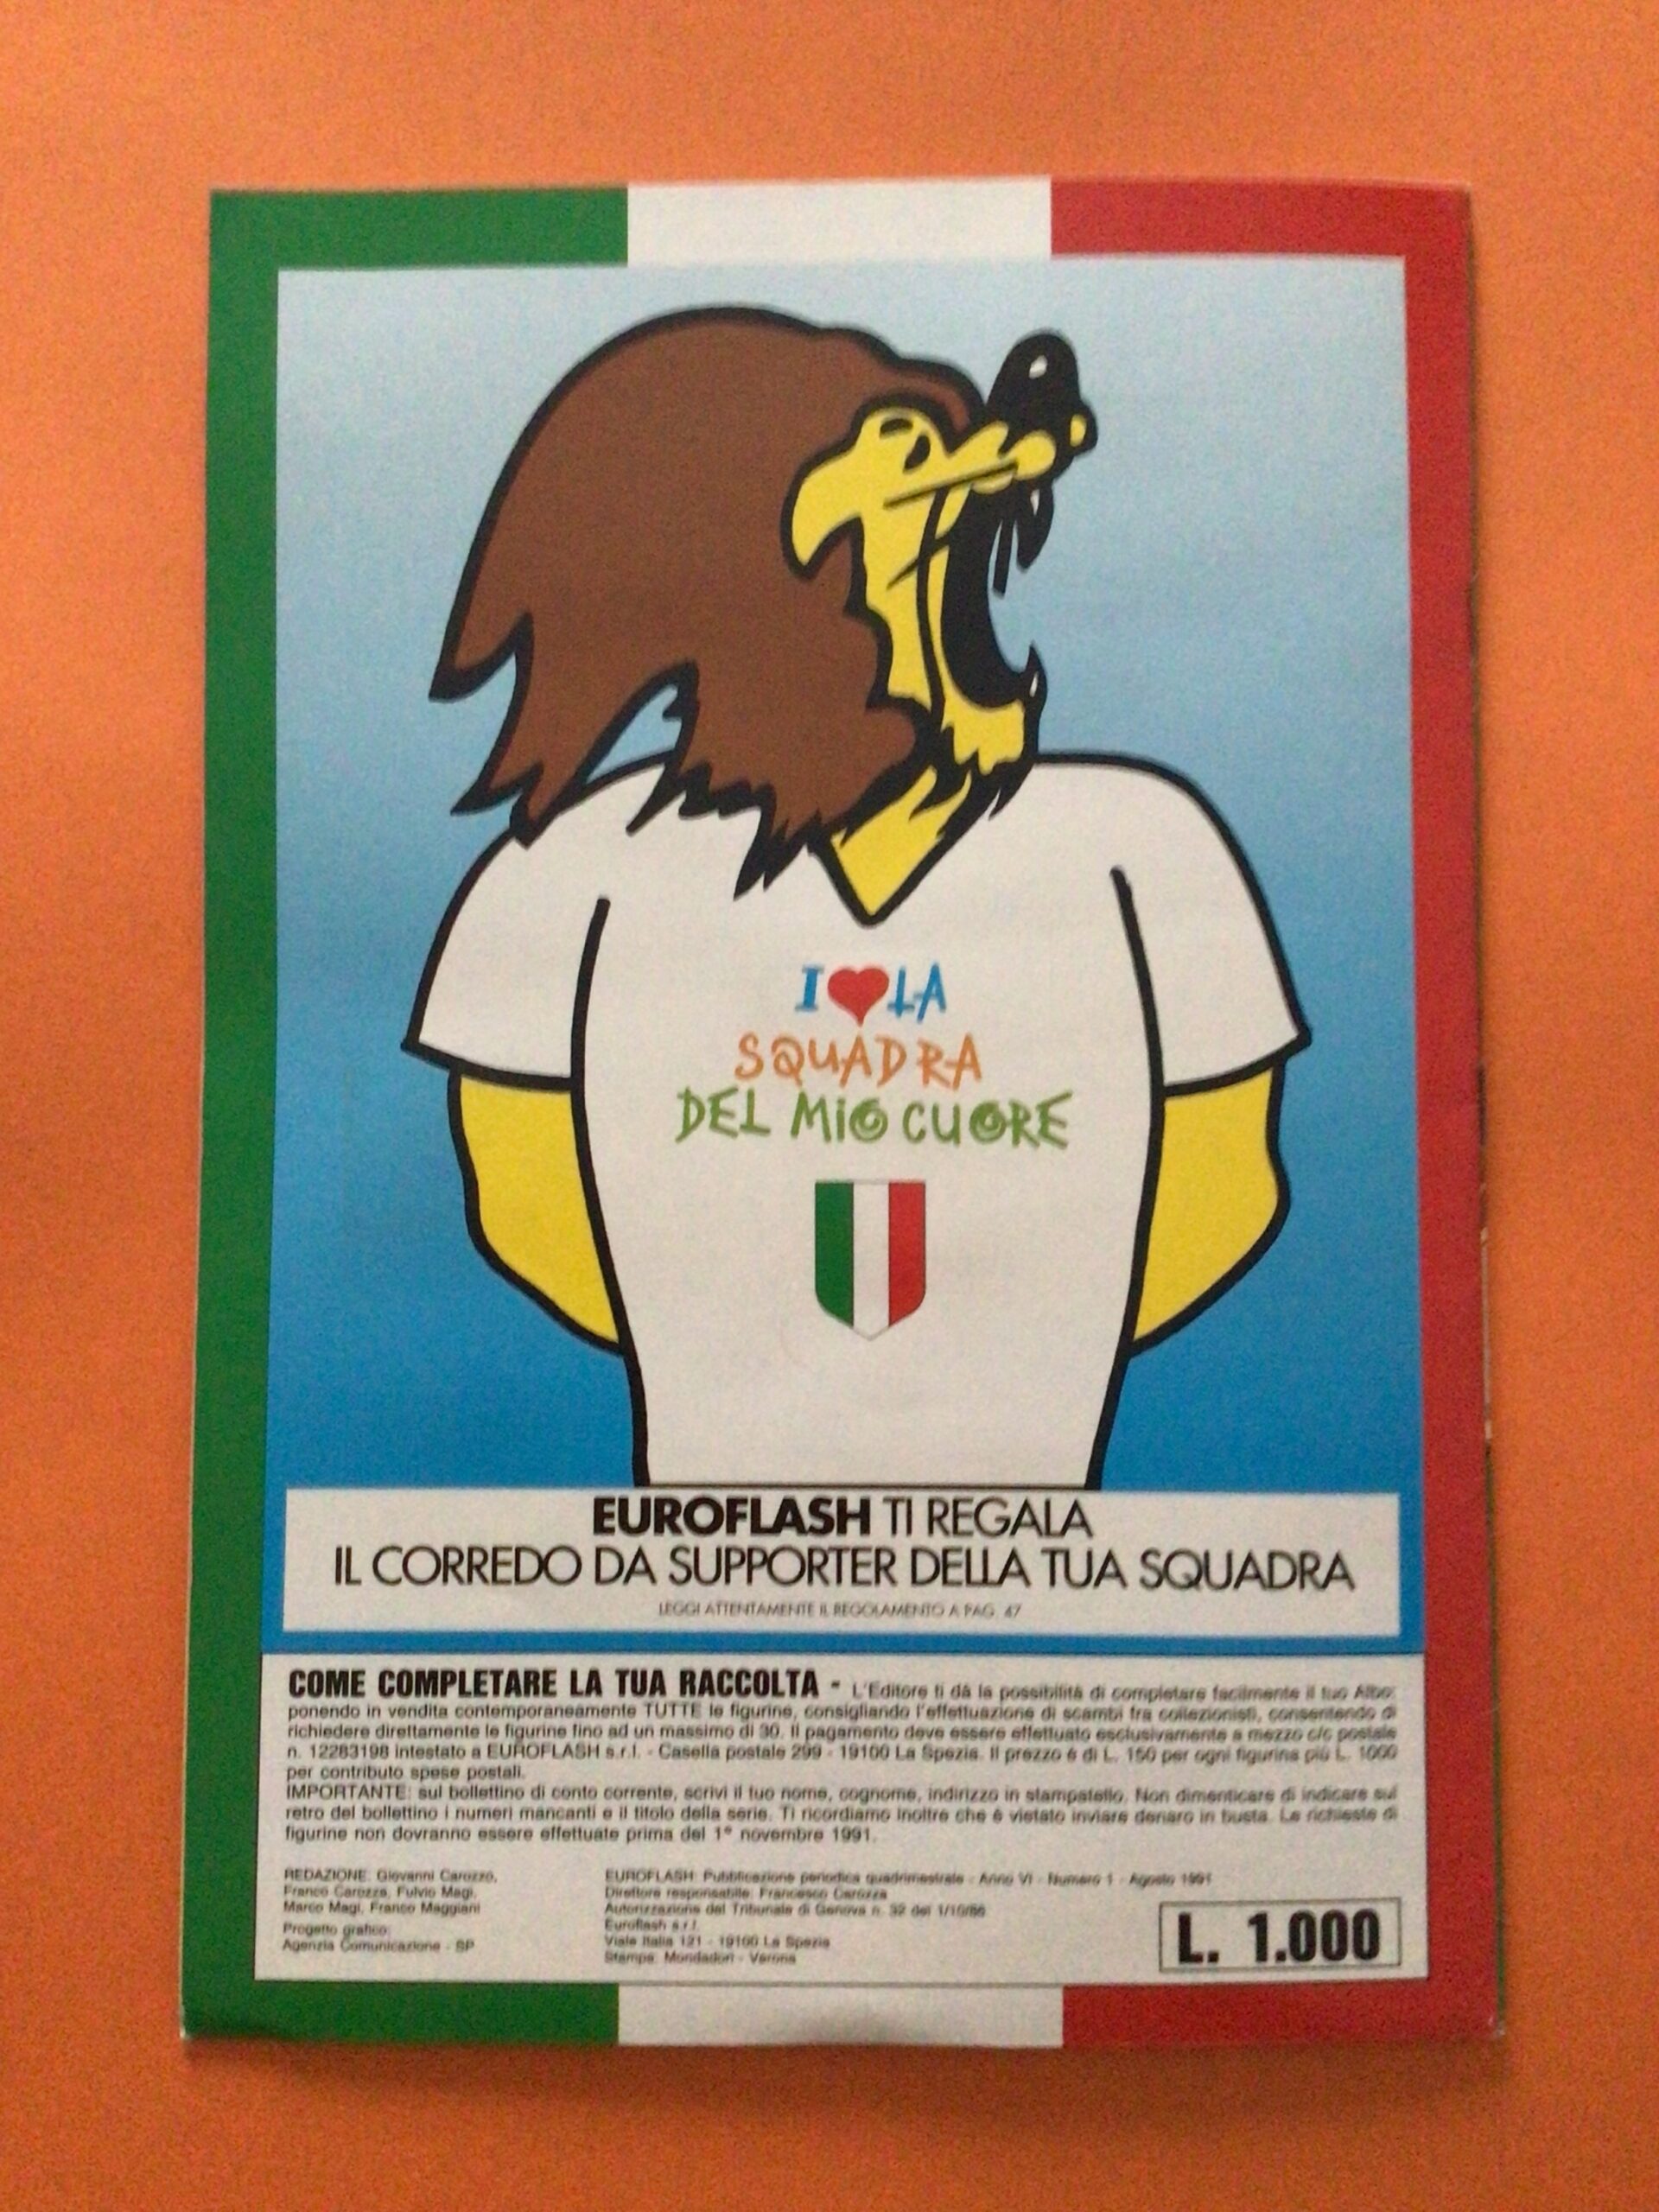 I ❤ LA
SQUADRA
DEL MIO CUORE
EUROFLASH TI REGALA
IL CORREDO DA SUPPORTER DELLA TUA SQUADRA
LEGGI ATTENTAMENTE IL REGOLAMENTO A PAG. 47
COME COMPLETARE LA TUA RACCOLTA - L'Editore ti dà la possibilità di completare facilmente il tuo Albo:
ponendo in vendita contemporaneamente TUTTE le figurine, consigliando l'effettuazione di scambi fra collezionisti, consentendo di
richiedere direttamente le figurine fino ad un massimo di 30. Il pagamento deve essere effettuato esclusivamente a mezzo c/c postale
n. 12283198 intestato a EUROFLASH s.r.l. - Casella postale 299 - 19100 La Spezia. Il prezzo è di L. 150 per ogni figurina più L. 1000
per contributo spese postali.
IMPORTANTE: sul bollettino di conto corrente, scrivi il tuo nome, cognome, indirizzo in stampatello. Non dimenticare di indicare sul
retro del bollettino i numeri mancanti e il titolo della serie. Ti ricordiamo inoltre che è vietato inviare denaro in busta. Le richieste di
figurine non dovranno essere effettuate prima del 1° novembre 1991.
REDAZIONE: Giovanni Carozzo,
Franco Carozza, Fulvio Magi,
Marco Magi, Franco Maggiani
Progetto grafico:
Agenzia Comunicazione - SP
EUROFLASH: Pubblicazione periodica quadrimestrale - Anno VI - Numero 1 - Agosto 1991
Direttore responsabile: Francesco Carozza
Autorizzazione del Tribunale di Genova n. 32 del 1/10/86
Euroflash s.r.l.
Viale Italia 121 - 19100 La Spezia
Stampa: Mondadori - Verona
L. 1.000